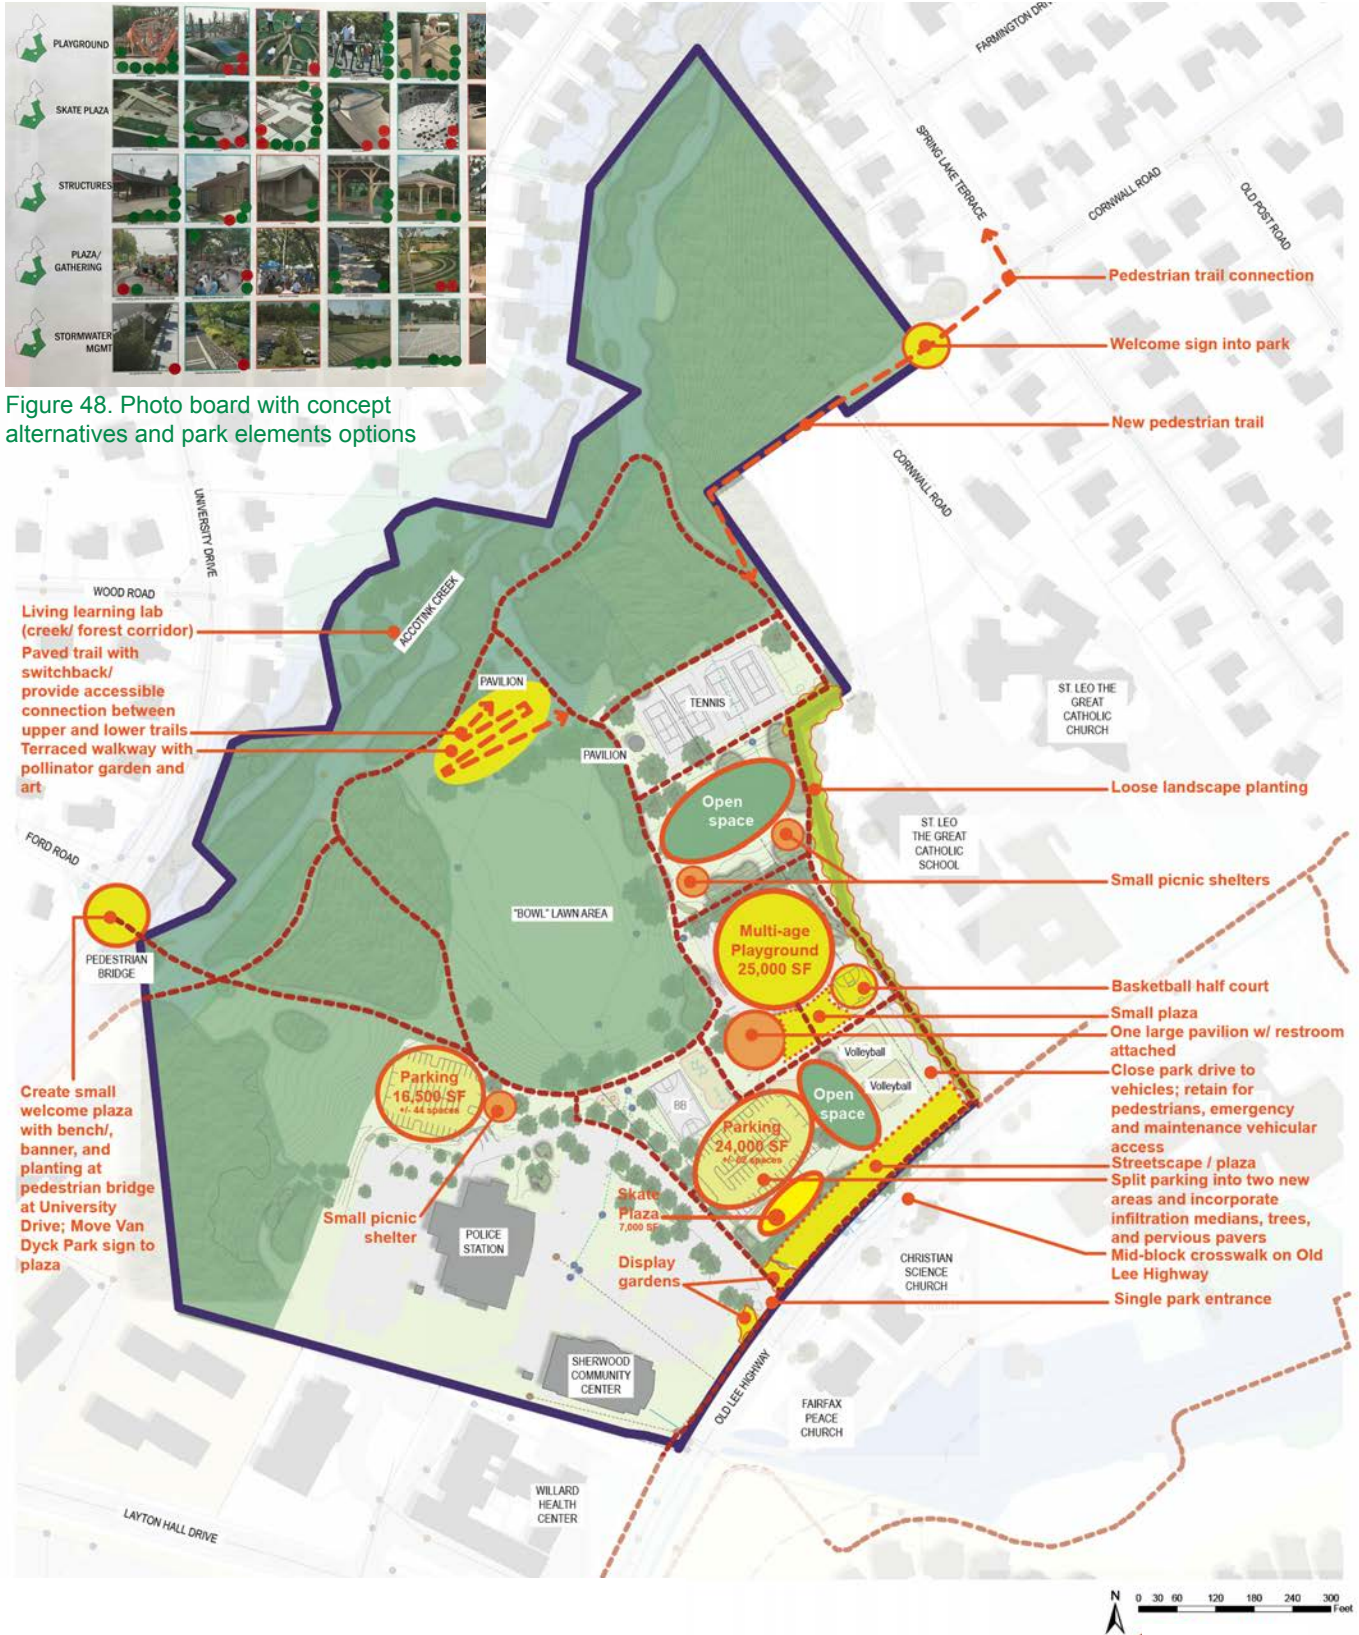 PLAYGROUND
SKATE PLAZA
STRUCTURES
PLAZA/
GATHERING
STORMWATER
MGMT
Figure 48. Photo board with concept
alternatives and park elements options
FARMINGTON DRIV
SPRING LAKE TERRACE
CORNWALL ROAD
OLD POST ROAD
Pedestrian trail connection
Welcome sign into park
New pedestrian trail
CORNWALL ROAD
UNIVERSITY DRIVE
WOOD ROAD
ACCOTINK CREEK
Living learning lab
(creek/ forest corridor)
Paved trail with
switchback/
provide accessible
connection between
upper and lower trails
Terraced walkway with
pollinator garden and
art
PAVILION
TENNIS
PAVILION
ST. LEO THE
GREAT
CATHOLIC
CHURCH
Loose landscape planting
Open
space
ST. LEO
THE GREAT
CATHOLIC
SCHOOL
FORD ROAD
Small picnic shelters
"BOWL" LAWN AREA
Multi-age
Playground
25,000 SF
PEDESTRIAN
BRIDGE
Basketball half court
Small plaza
One large pavilion w/ restroom
attached
Volleyball
Volleyball
Close park drive to
vehicles; retain for
pedestrians, emergency
and maintenance vehicular
access
Streetscape / plaza
Split parking into two new
areas and incorporate
infiltration medians, trees,
and pervious pavers
Mid-block crosswalk on Old
Lee Highway
Single park entrance
Create small
welcome plaza
with bench/,
banner, and
planting at
pedestrian bridge
at University
Drive; Move Van
Dyck Park sign to
plaza
Parking
16,500 SF
+/- 44 spaces
BB
Open
space
Parking
24,000 SF
+/- 62 spaces
Small picnic
shelter
POLICE
STATION
Skate
Plaza
7,000 SF
Display
gardens
CHRISTIAN
SCIENCE
CHURCH
SHERWOOD
COMMUNITY
CENTER
OLD LEE HIGHWAY
FAIRFAX
PEACE
CHURCH
WILLARD
HEALTH
CENTER
LAYTON HALL DRIVE
N
0 30 60 120 180 240 300
Feet